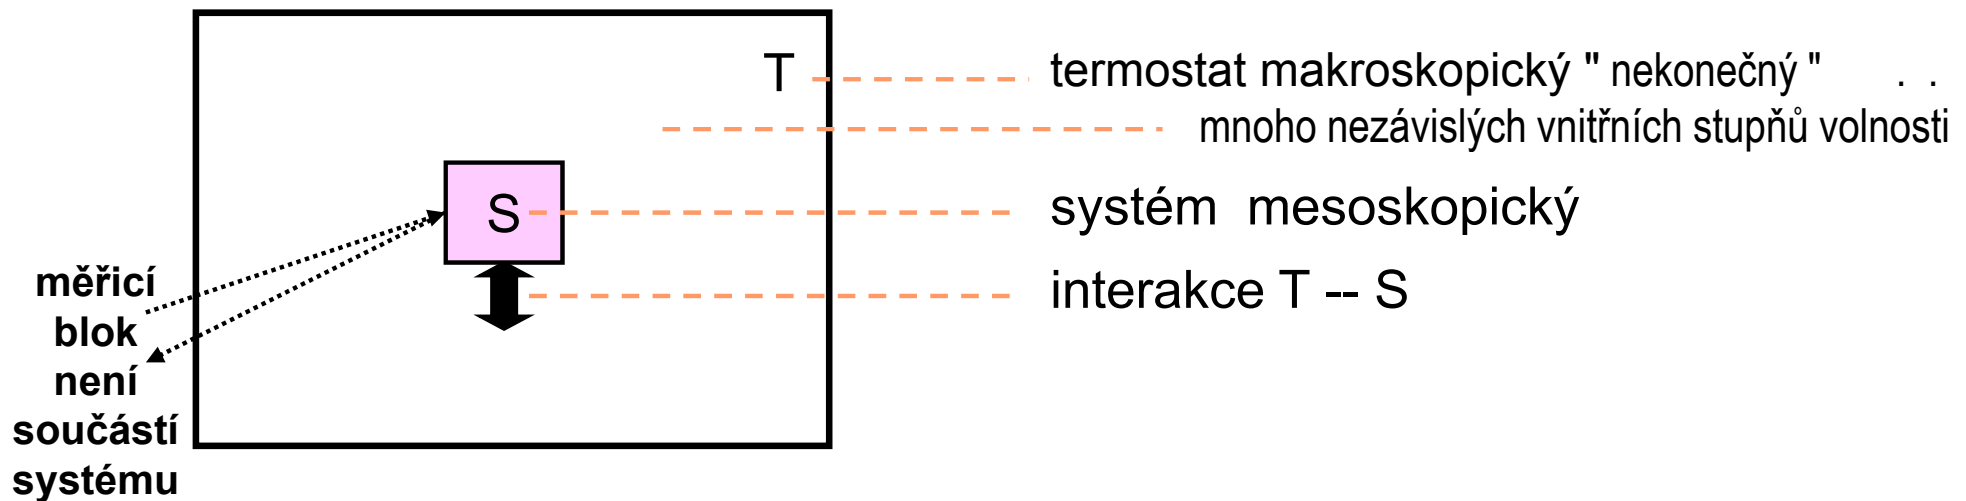 T
termostat makroskopický " nekonečný " . .
mnoho nezávislých vnitřních stupňů volnosti
S
systém mesoskopický
interakce T -- S
měřicí
blok
není
součástí
systému